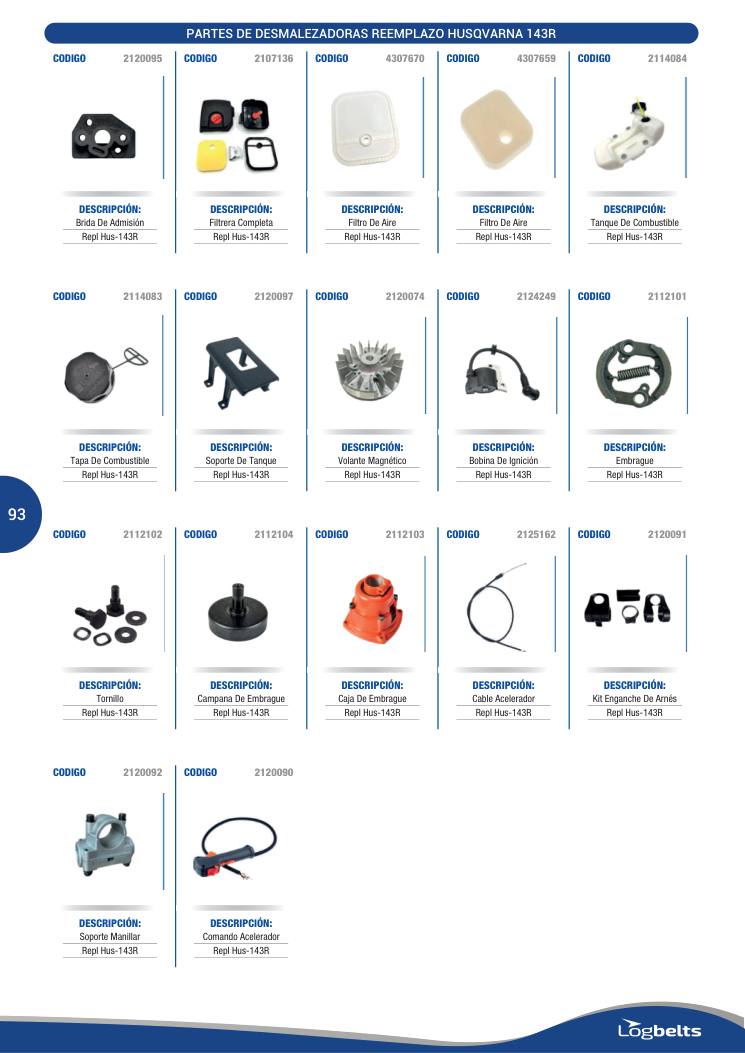 PARTES DE DESMALEZADORAS REEMPLAZO HUSQVARNA 143R
CODIGO 2120095
DESCRIPCIÓN:
Brida De Admisión
Repl Hus-143R
CODIGO 2107136
DESCRIPCIÓN:
Filtrera Completa
Repl Hus-143R
CODIGO 4307670
DESCRIPCIÓN:
Filtro De Aire
Repl Hus-143R
CODIGO 4307659
DESCRIPCIÓN:
Filtro De Aire
Repl Hus-143R
CODIGO 2114084
DESCRIPCIÓN:
Tanque De Combustible
Repl Hus-143R
CODIGO 2114083
DESCRIPCIÓN:
Tapa De Combustible
Repl Hus-143R
CODIGO 2120097
DESCRIPCIÓN:
Soporte De Tanque
Repl Hus-143R
CODIGO 2120074
DESCRIPCIÓN:
Volante Magnético
Repl Hus-143R
CODIGO 2124249
DESCRIPCIÓN:
Bobina De Ignición
Repl Hus-143R
CODIGO 2112101
DESCRIPCIÓN:
Embrague
Repl Hus-143R
93
CODIGO 2112102
DESCRIPCIÓN:
Tornillo
Repl Hus-143R
CODIGO 2112104
DESCRIPCIÓN:
Campana De Embrague
Repl Hus-143R
CODIGO 2112103
DESCRIPCIÓN:
Caja De Embrague
Repl Hus-143R
CODIGO 2125162
DESCRIPCIÓN:
Cable Acelerador
Repl Hus-143R
CODIGO 2120091
DESCRIPCIÓN:
Kit Enganche De Arnés
Repl Hus-143R
CODIGO 2120092
DESCRIPCIÓN:
Soporte Manillar
Repl Hus-143R
CODIGO 2120090
DESCRIPCIÓN:
Comando Acelerador
Repl Hus-143R
Logbelts